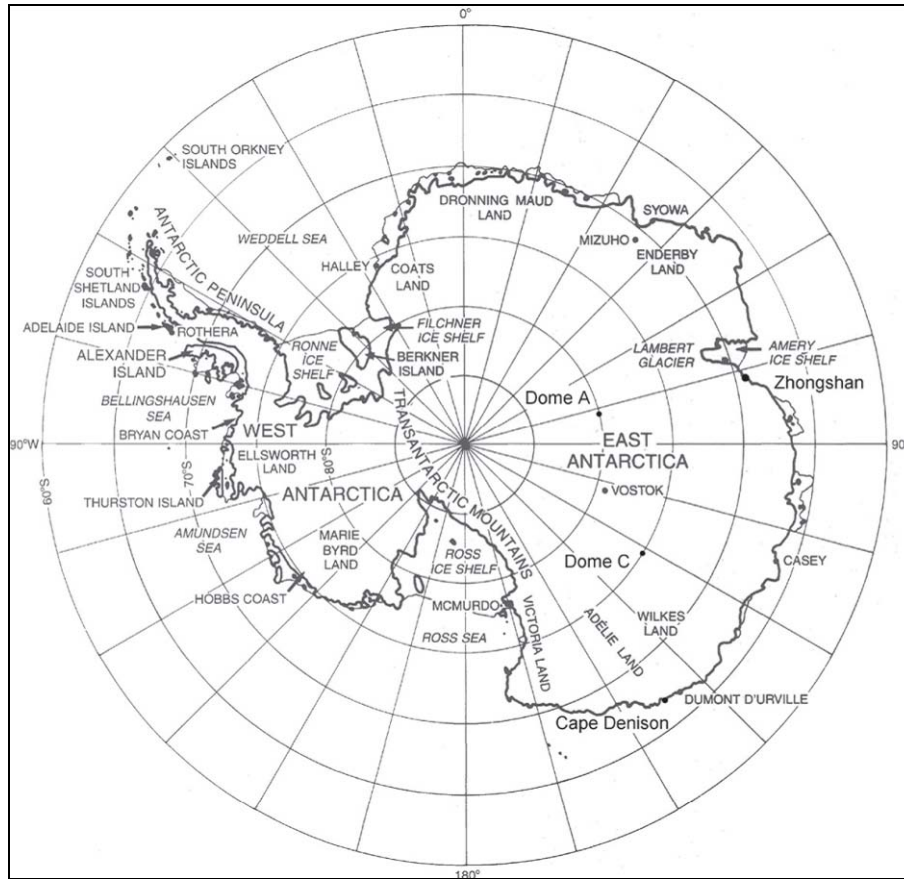 0°
SOUTH ORKNEY
ISLANDS
ANTARCTIC PENINSULA
WEDDELL SEA
DRONNING MAUD
LAND
SYOWA
MIZUHO
ENDERBY
LAND
HALLEY
COATS
LAND
SOUTH
SHETLAND
ISLANDS
ADELAIDE ISLAND
ROTHERA
ALEXANDER
ISLAND
RONNE
ICE
SHELF
FILCHNER
ICE SHELF
BERKNER
ISLAND
LAMBERT
GLACIER
AMERY
ICE SHELF
Zhongshan
BELLINGSHAUSEN
SEA
BRYAN COAST
Dome A
TRANSANTARCTIC MOUNTAINS
90°W
WEST
ANTARCTICA
ELLSWORTH
LAND
EAST
ANTARCTICA
90
60°S
70°S
80°S
THURSTON ISLAND
VOSTOK
AMUNDSEN
SEA
MARIE
BYRD
LAND
ROSS
ICE SHELF
Dome C
CASEY
HOBBS COAST
MCMURDO
VICTORIA LAND
ADÉLIE LAND
WILKES
LAND
ROSS SEA
DUMONT D'URVILLE
Cape Denison
180°